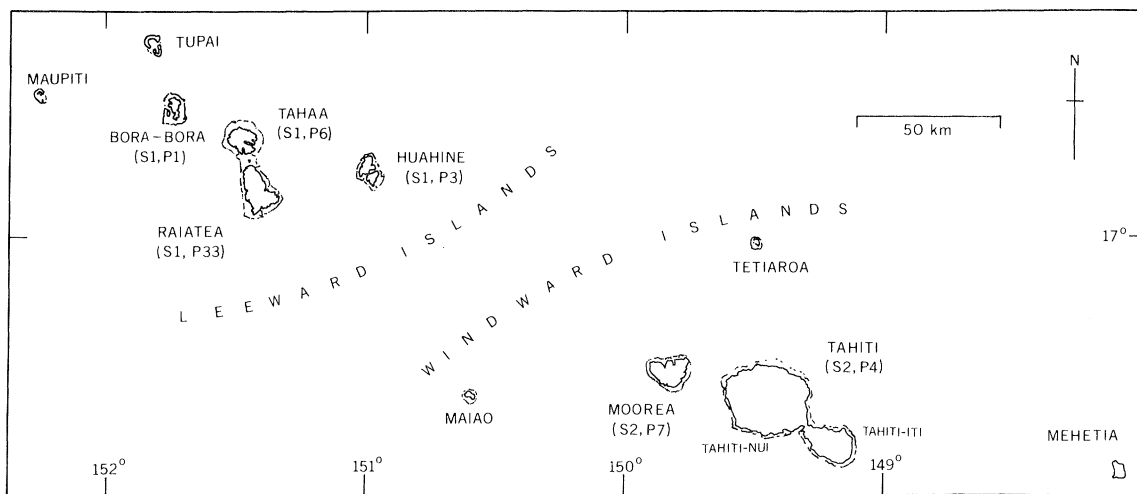 TUPAI
MAUPITI
N
BORA-BORA
(S1, P1)
TAHAA
(S1, P6)
50 km
HUAHINE
(S1, P3)
RAIATEA
(S1, P33)
LEEWARD ISLANDS
WINDWARD ISLANDS
17°
TETIAROA
TAHITI
(S2, P4)
MAIAO
MOOREA
(S2, P7)
TAHITI-NUI
TAHITI-ITI
MEHETIA
152°
151°
150°
149°